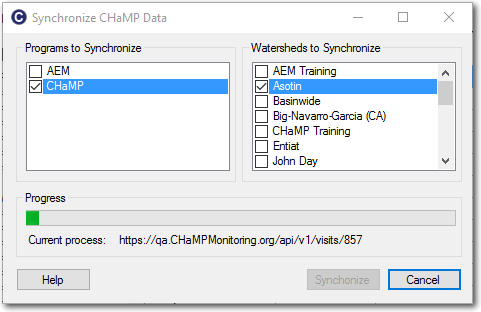 C Synchronize CHaMP Data
Programs to Synchronize
AEM
CHaMP
Watersheds to Synchronize
AEM Training
Asotin
Basinwide
Big-Navarro-Garcia (CA)
CHaMP Training
Entiat
John Day
Progress
Current process: https://qa.CHaMPMonitoring.org/api/v1/visits/857
Help
Synchonize
Cancel